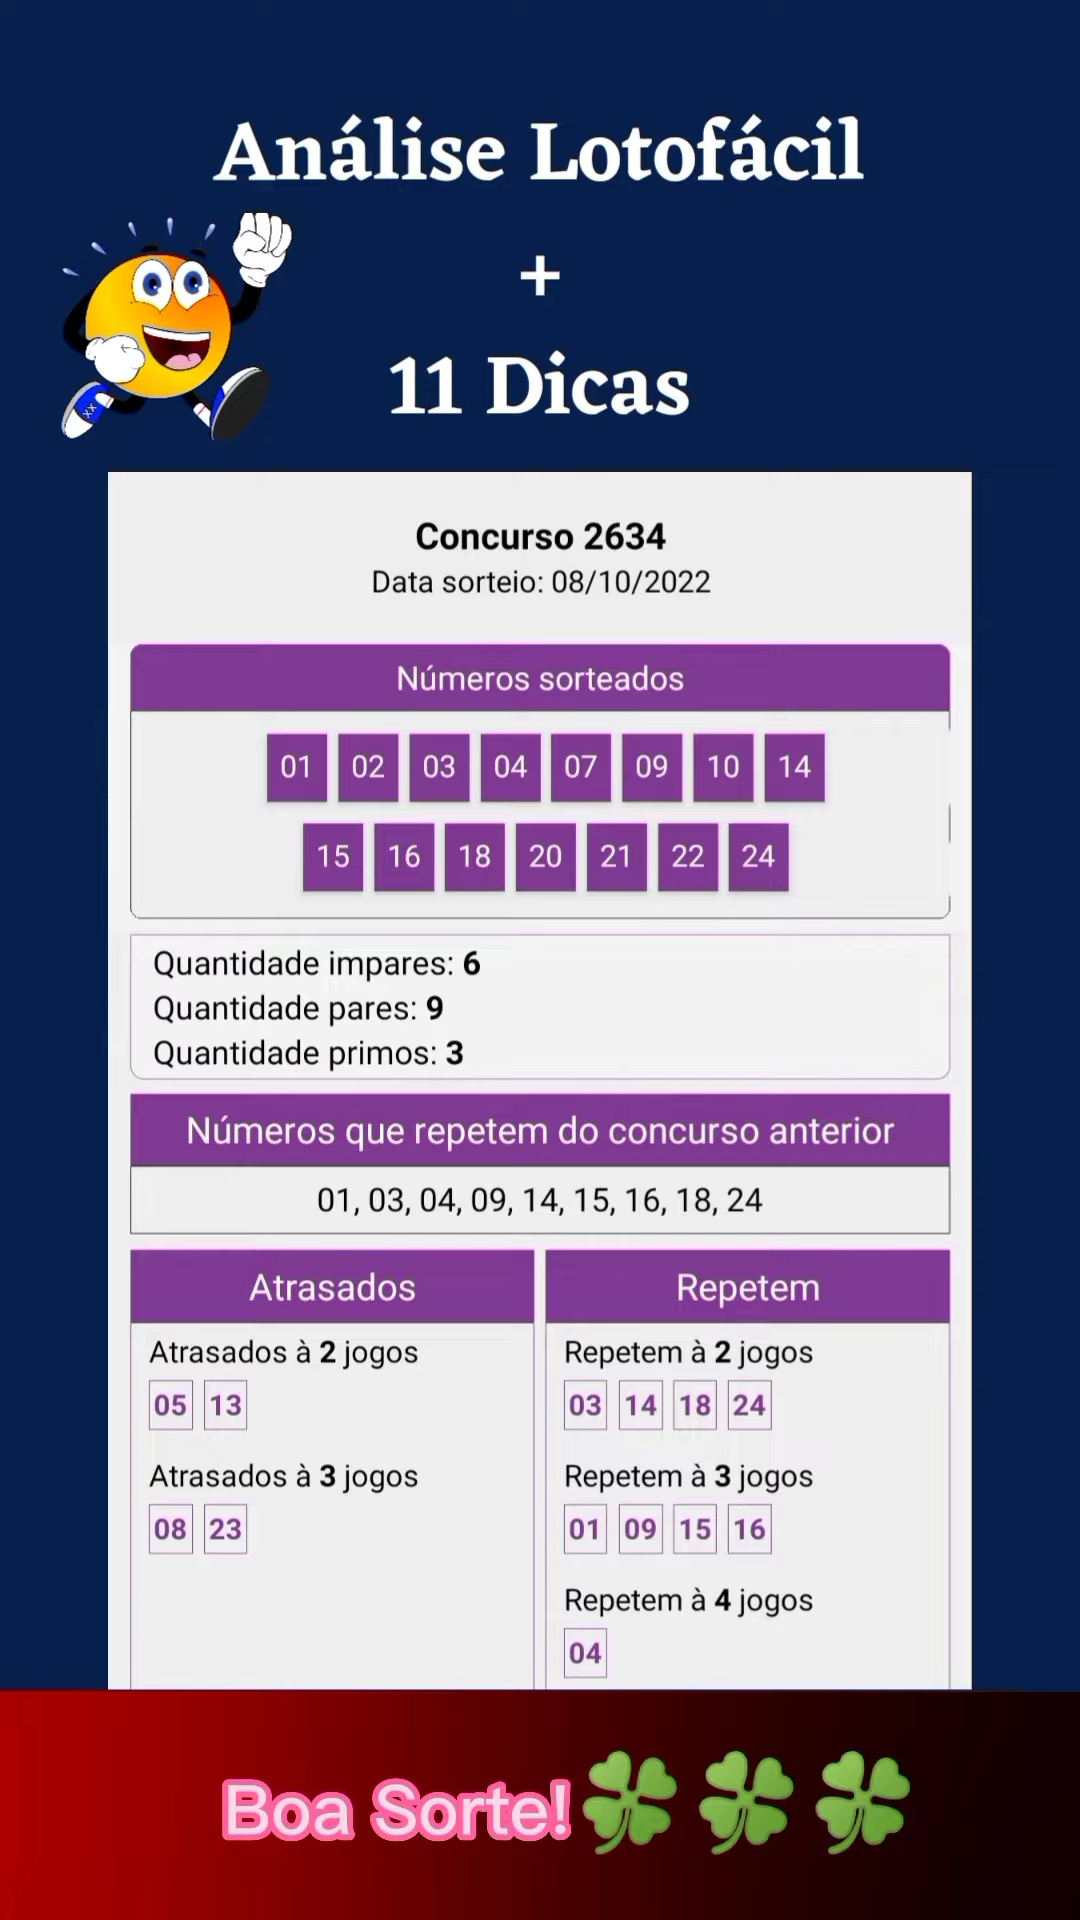 Análise Lotofácil
+
11 Dicas
Concurso 2634
Data sorteio: 08/10/2022
Números sorteados
01 02 03 04 07 09 10 14
15 16 18 20 21 22 24
Quantidade impares: 6
Quantidade pares: 9
Quantidade primos: 3
Números que repetem do concurso anterior
01, 03, 04, 09, 14, 15, 16, 18, 24
Atrasados
Atrasados à 2 jogos
05 13
Atrasados à 3 jogos
08 23
Repetem
Repetem à 2 jogos
03 14 18 24
Repetem à 3 jogos
01 09 15 16
Repetem à 4 jogos
04
Boa Sorte!🍀🍀🍀